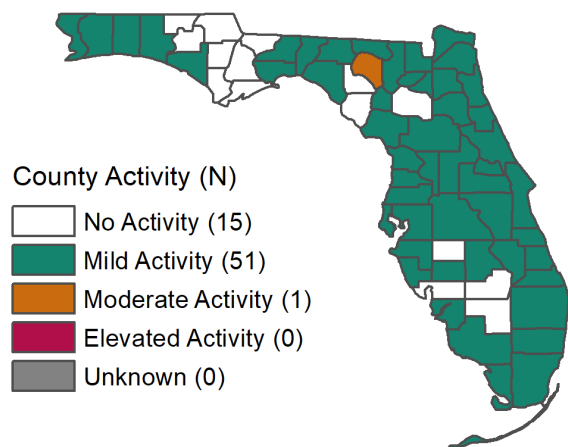 County Activity (N)
No Activity (15)
Mild Activity (51)
Moderate Activity (1)
Elevated Activity (0)
Unknown (0)